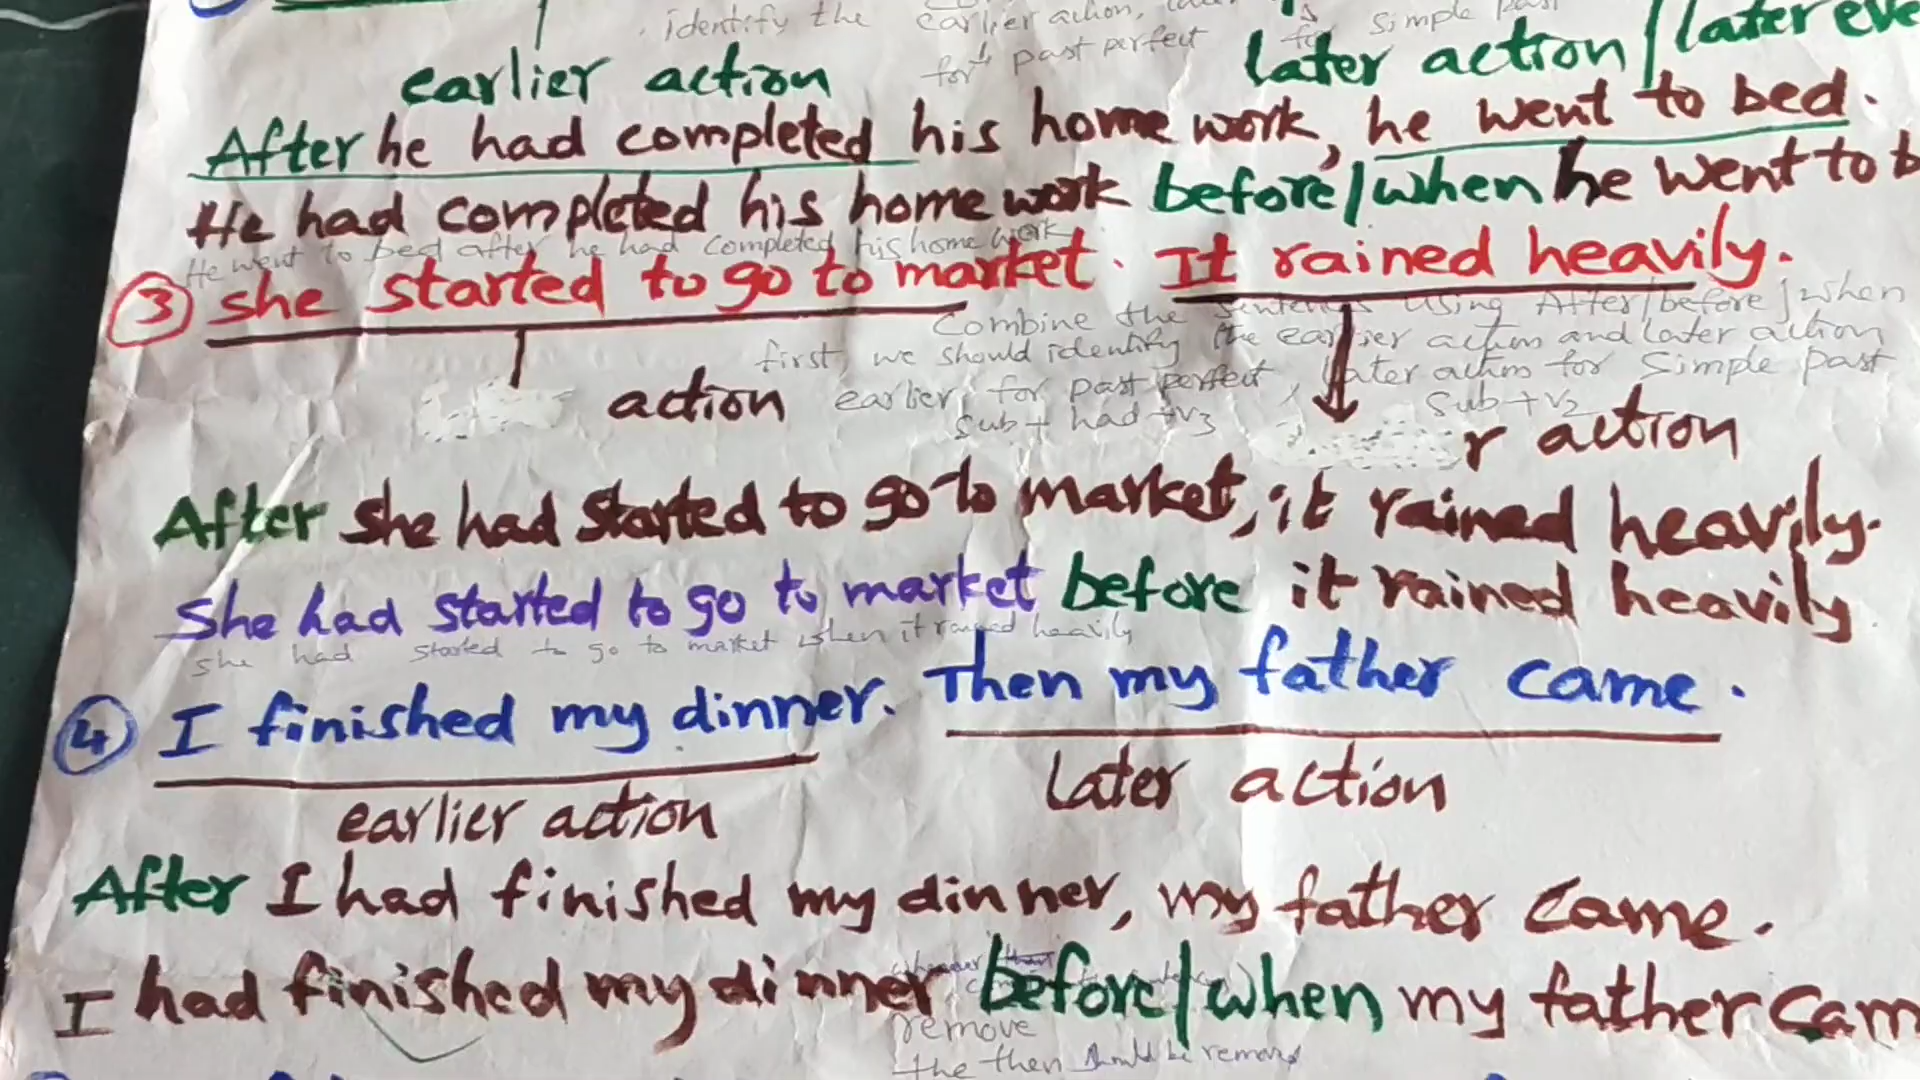 identify the earlier action,
for past perfect
simple past
earlier action
later action/later eve
After he had completed his home work, he went to bed.
He had completed his home work before/when he went to b
He went to bed after he had completed his home work
3 She started to go to market. It rained heavily.
Combine the sentences using After/before/when
first, we should identify the earlier action and later action
earlier for past perfect, later action for Simple past
sub + had + v3
Sub + v2
action
r action
After she had started to go to market, it rained heavily.
She had started to go to market before it rained heavily
she had started to go to market when it rained heavily
4 I finished my dinner. Then my father came.
earlier action
Later action
After I had finished my dinner, my father came.
I had finished my dinner before/when my father cam
remove
the then should be remove